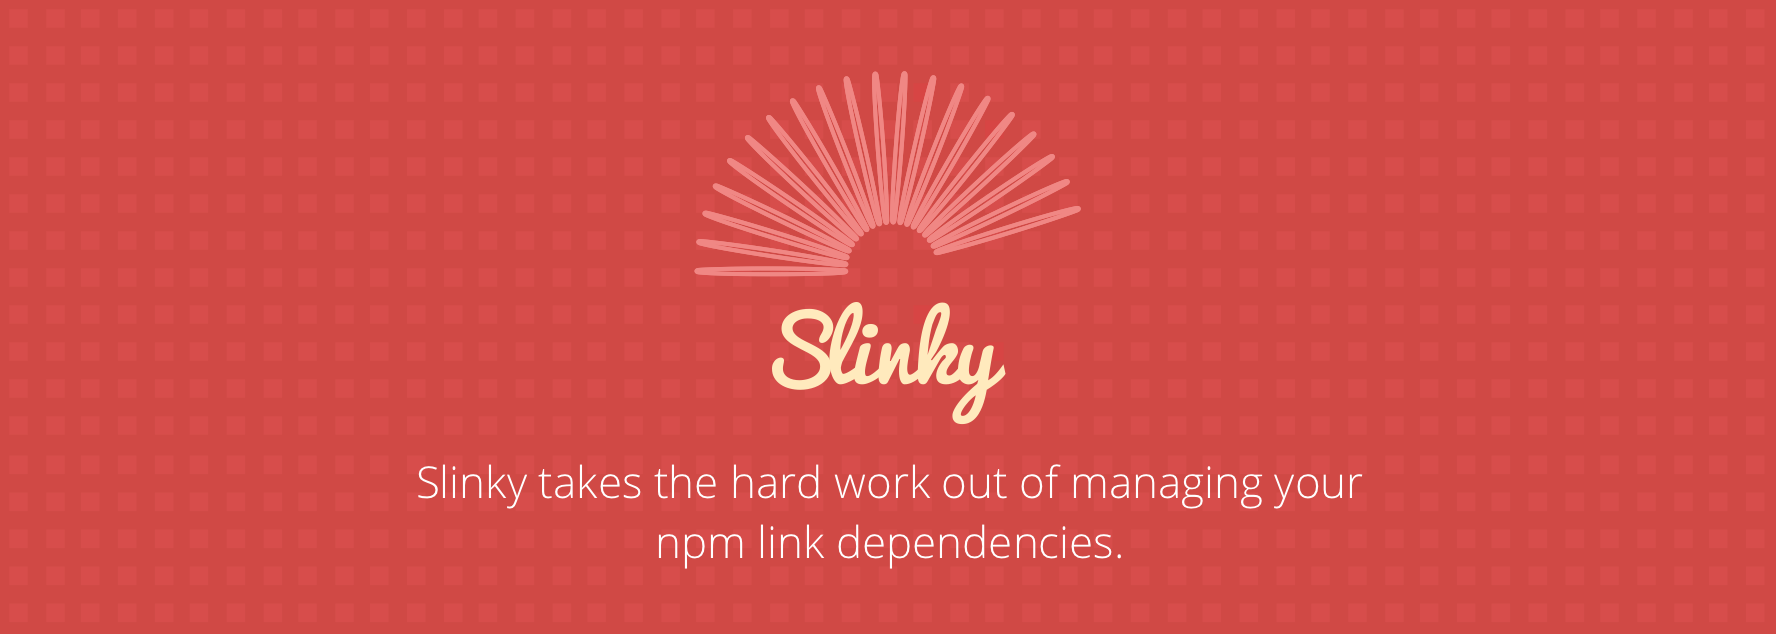 Slinky
Slinky takes the hard work out of managing your
npm link dependencies.